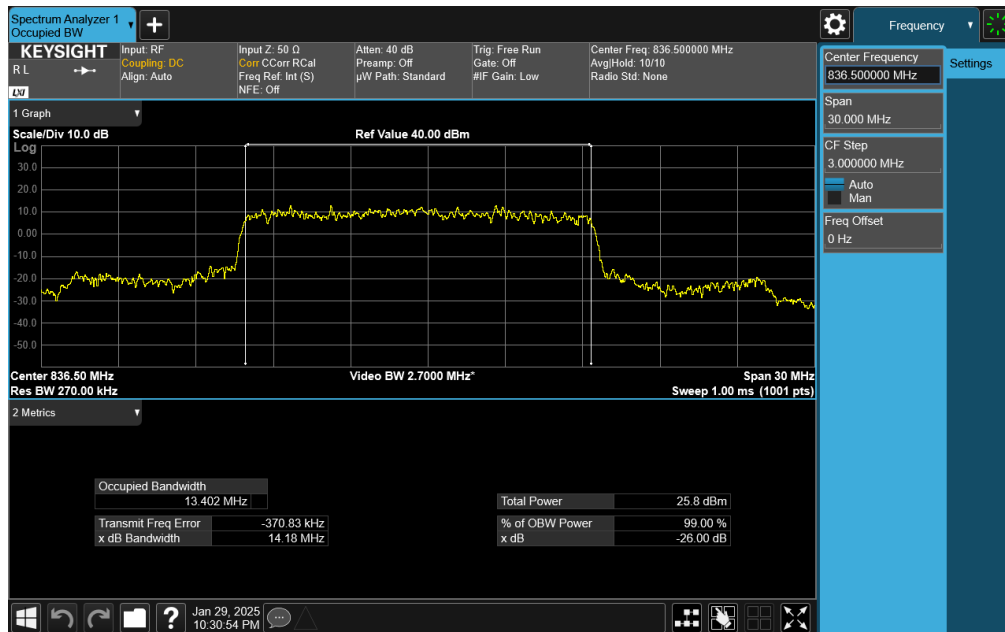 Spectrum Analyzer 1
Occupied BW
Frequency
KEYSIGHT
R L
LXI
Input: RF
Coupling: DC
Align: Auto
Input Z: 50 Ω
Corr CCorr RCal
Freq Ref: Int (S)
NFE: Off
Atten: 40 dB
Preamp: Off
µW Path: Standard
Trig: Free Run
Gate: Off
#IF Gain: Low
Center Freq: 836.500000 MHz
Avg|Hold: 10/10
Radio Std: None
Center Frequency
836.500000 MHz
Settings
Span
30.000 MHz
CF Step
3.000000 MHz
Auto
Man
Freq Offset
0 Hz
1 Graph
Scale/Div 10.0 dB
Ref Value 40.00 dBm
Log
30.0
20.0
10.0
0.00
-10.0
-20.0
-30.0
-40.0
-50.0
Center 836.50 MHz
Video BW 2.7000 MHz*
Span 30 MHz
Res BW 270.00 kHz
Sweep 1.00 ms (1001 pts)
2 Metrics
Occupied Bandwidth
13.402 MHz
Total Power 25.8 dBm
Transmit Freq Error -370.83 kHz
% of OBW Power 99.00 %
x dB Bandwidth 14.18 MHz
x dB -26.00 dB
?
Jan 29, 2025
10:30:54 PM